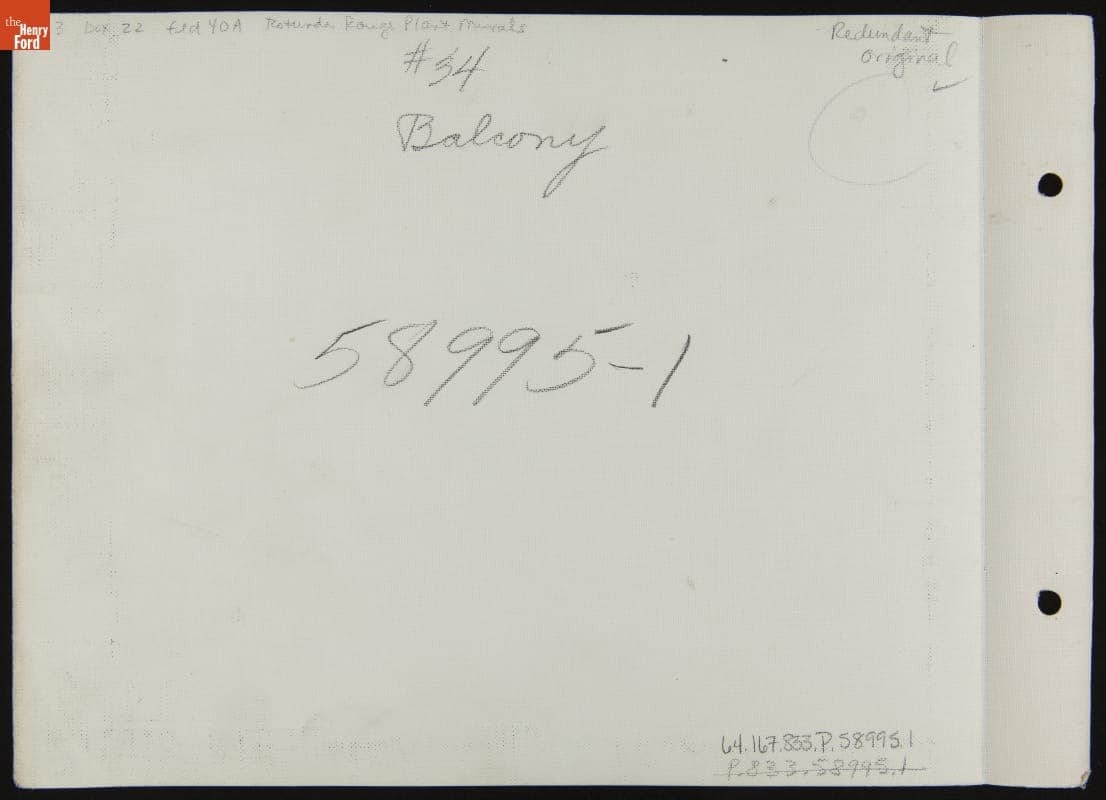 the
Henry
Ford
3 box 22 fld 40A Rotunda Rouge Plant Murals
Redundant
original
#34
Balcony
58995-1
64.167.833.P.58995.1
P.833.58995.1